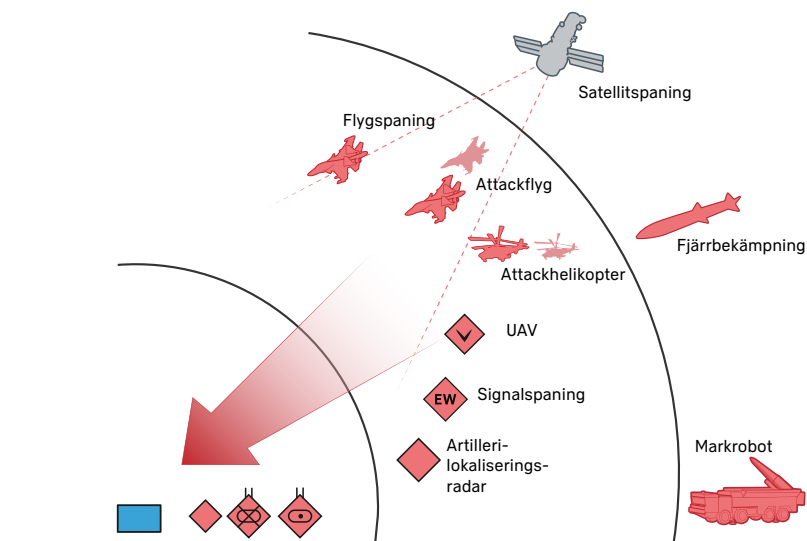 Satellitspaning
Flygspaning
Attackflyg
Fjärrbekämpning
Attackhelikopter
UAV
EW
Signalspaning
Artilleri-
lokaliserings-
radar
Markrobot